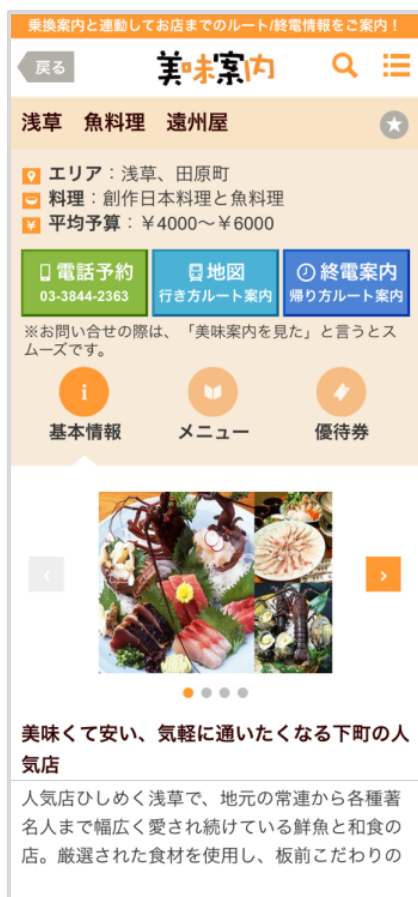 乗換案内と連動してお店までのルート/終電情報をご案内！
戻る
美味案内
浅草　魚料理　遠州屋
エリア：浅草、田原町
料理：創作日本料理と魚料理
¥ 平均予算：￥4000〜￥6000
電話予約
03-3844-2363
地図
行き方ルート案内
終電案内
帰り方ルート案内
※お問い合せの際は、「美味案内を見た」と言うとス
ムーズです。
i
基本情報
メニュー
優待券
美味くて安い、気軽に通いたくなる下町の人
気店
人気店ひしめく浅草で、地元の常連から各種著
名人まで幅広く愛され続けている鮮魚と和食の
店。厳選された食材を使用し、板前こだわりの